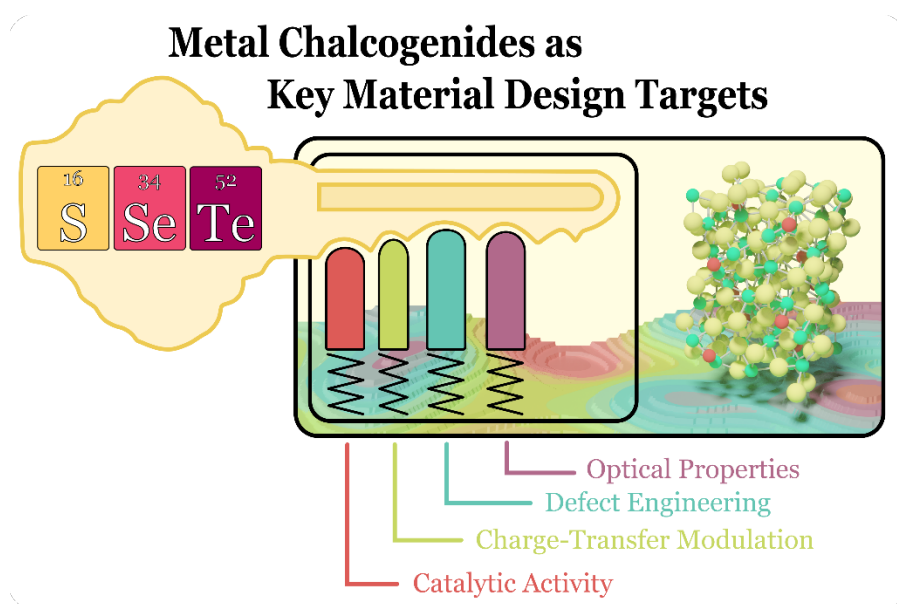 Metal Chalcogenides as
Key Material Design Targets
16 34 52
S Se Te
Optical Properties
Defect Engineering
Charge-Transfer Modulation
Catalytic Activity